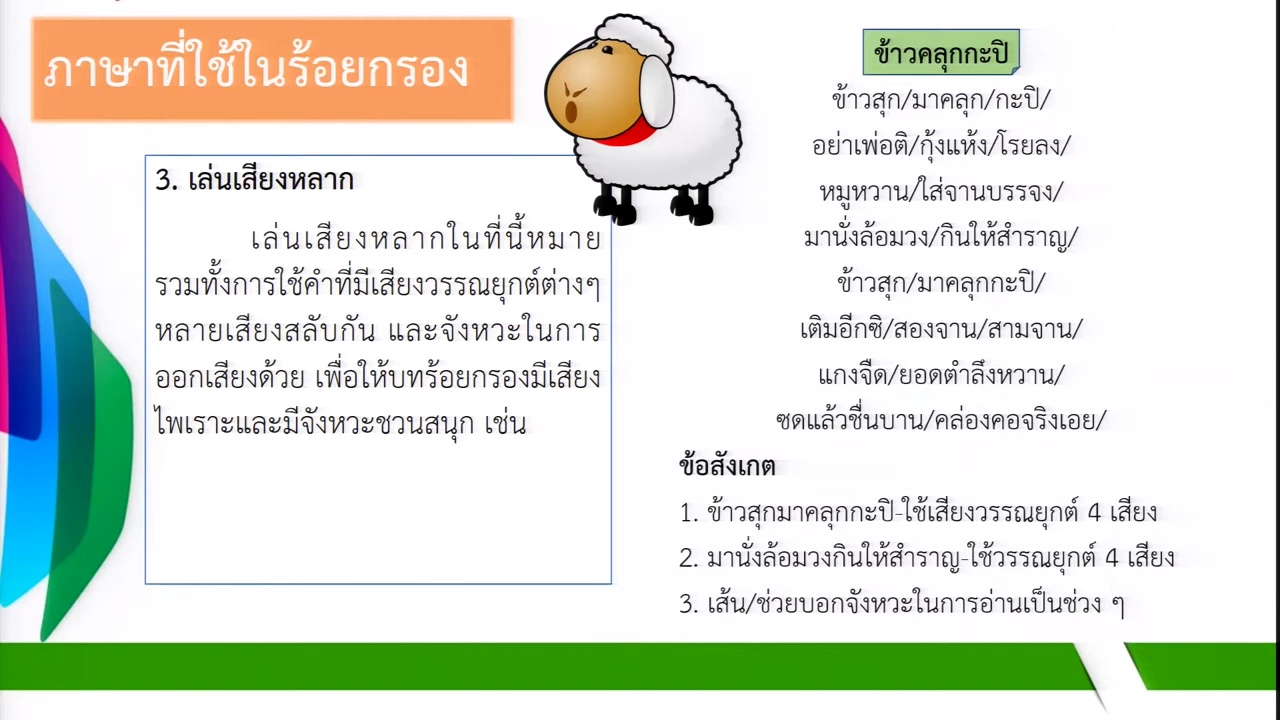 ภาษาที่ใช้ในร้อยกรอง
3. เล่นเสียงหลาก
เล่นเสียงหลากในที่นี้หมาย
รวมทั้งการใช้คำที่มีเสียงวรรณยุกต์ต่างๆ
หลายเสียงสลับกัน และจังหวะในการ
ออกเสียงด้วย เพื่อให้บทร้อยกรองมีเสียง
ไพเราะและมีจังหวะชวนสนุก เช่น
ข้าวคลุกกะปิ
ข้าวสุก/มาคลุก/กะปิ/
อย่าเพ่อติ/กุ้งแห้ง/โรยลง/
หมูหวาน/ใส่จานบรรจง/
มานั่งล้อมวง/กินให้สำราญ/
ข้าวสุก/มาคลุกกะปิ/
เติมอีกซิ/สองจาน/สามจาน/
แกงจืด/ยอดตำลึงหวาน/
ซดแล้วชื่นบาน/คล่องคอจริงเอย/
ข้อสังเกต
1. ข้าวสุกมาคลุกกะปิ-ใช้เสียงวรรณยุกต์ 4 เสียง
2. มานั่งล้อมวงกินให้สำราญ-ใช้วรรณยุกต์ 4 เสียง
3. เส้น/ช่วยบอกจังหวะในการอ่านเป็นช่วง ๆ